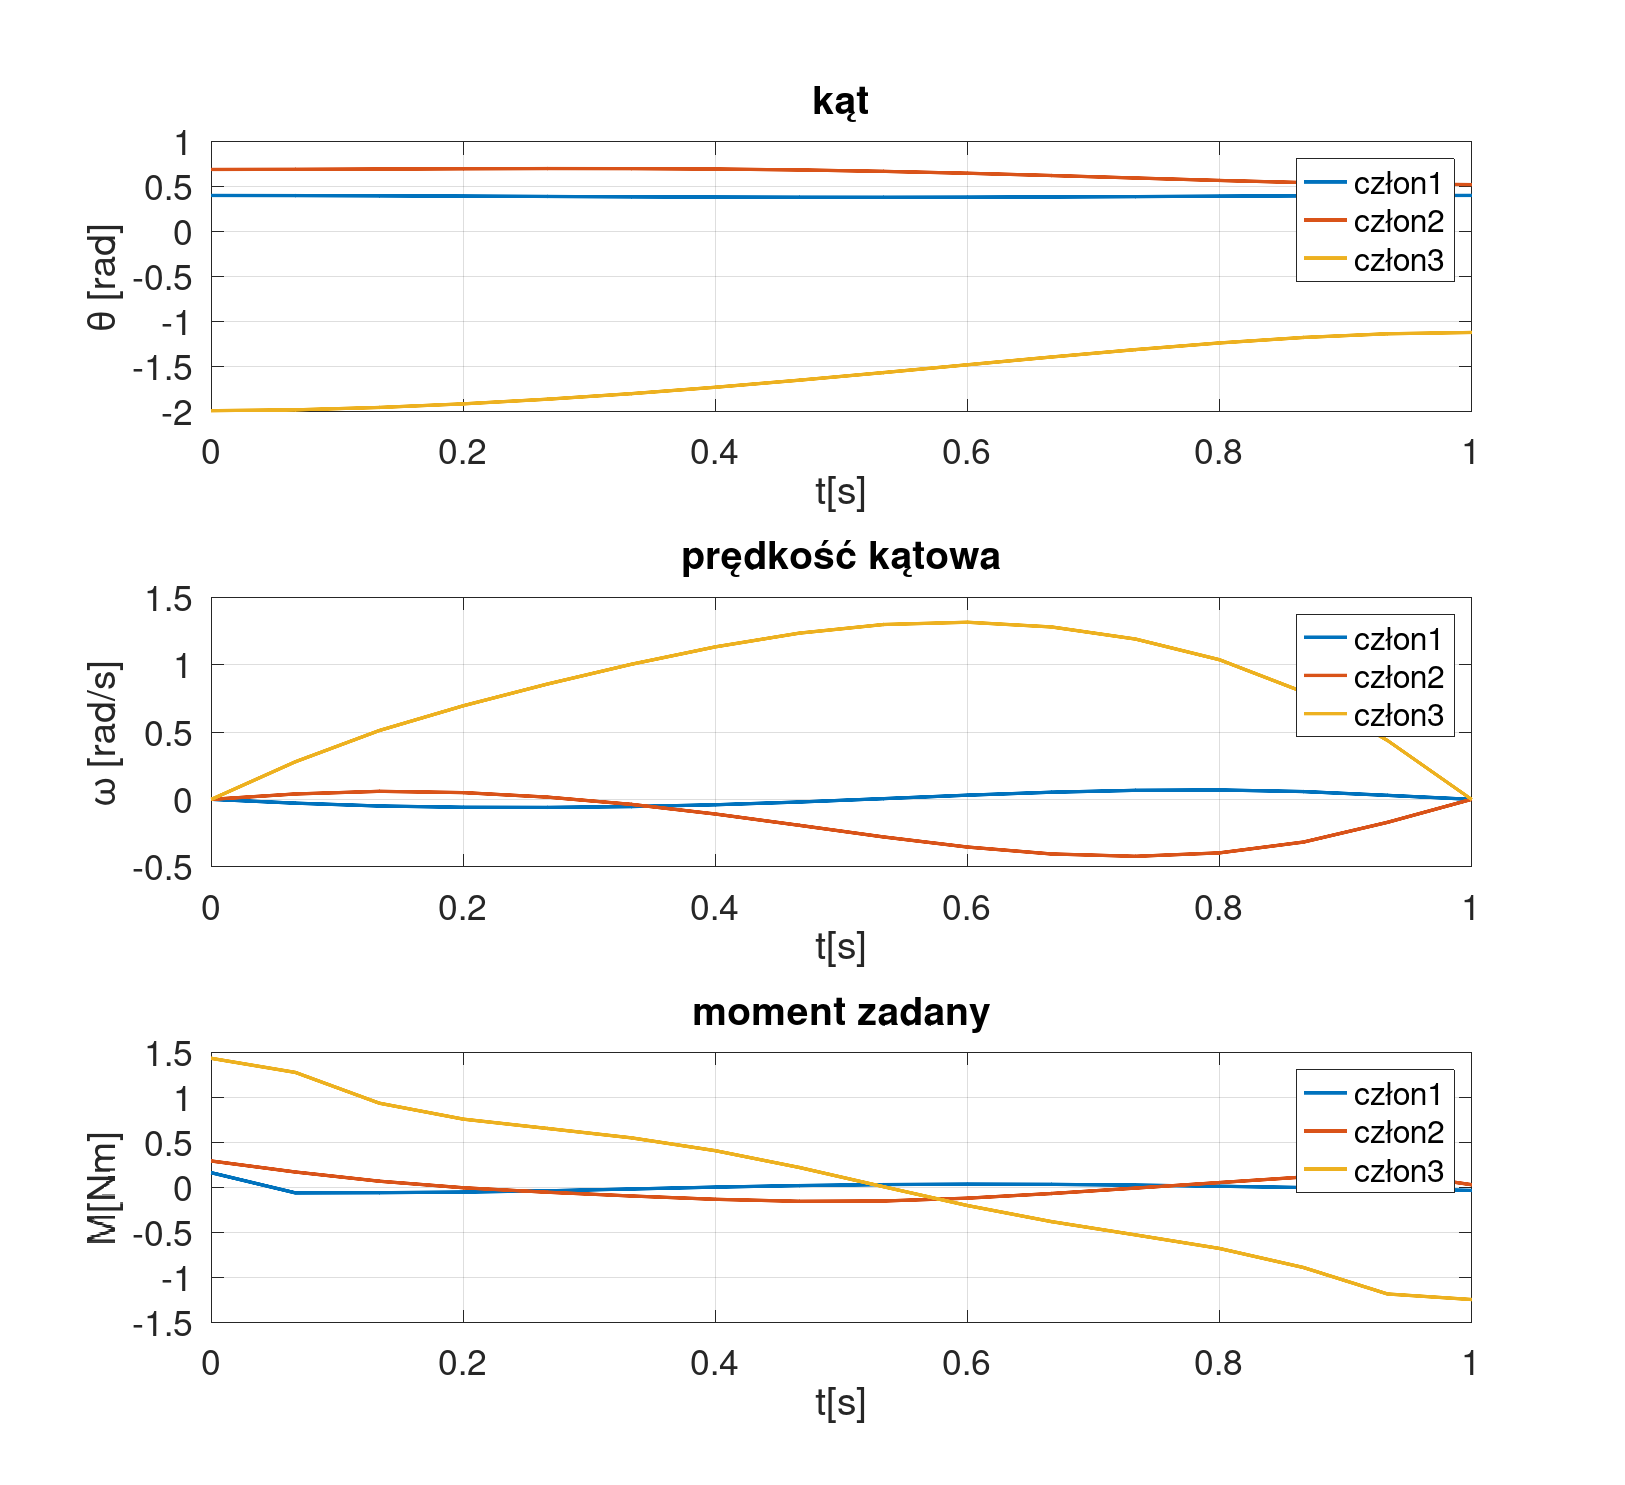 kąt
1
0.5
0
-0.5
-1
-1.5
-2
θ [rad]
człon1
człon2
człon3
0 0.2 0.4 0.6 0.8 1
t[s]
prędkość kątowa
1.5
1
0.5
0
-0.5
ω [rad/s]
człon1
człon2
człon3
0 0.2 0.4 0.6 0.8 1
t[s]
moment zadany
1.5
1
0.5
0
-0.5
-1
-1.5
M[Nm]
człon1
człon2
człon3
0 0.2 0.4 0.6 0.8 1
t[s]